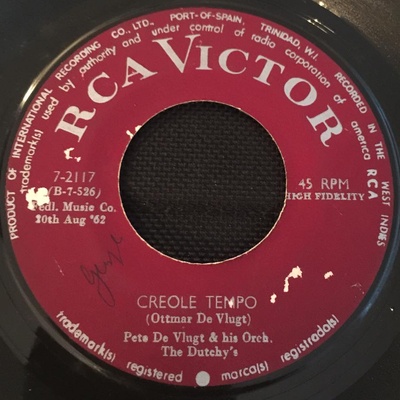 PRODUCT OF INTERNATIONAL RECORDING CO., LTD., PORT-OF-SPAIN, TRINIDAD, W.I. RECORDED IN THE WEST INDIES
trademark(s) used by authority and under control of radio corporation of america RCA
RCA VICTOR
7-2117
(B-7-526)
Pedl. Music Co.
20th Aug '62
45 RPM
HIGH FIDELITY
CREOLE TEMPO
(Ottmar De Vlugt)
Pete De Vlugt & his Orch.
The Dutchy's
trademark(s) registered marca(s) registrada(s)